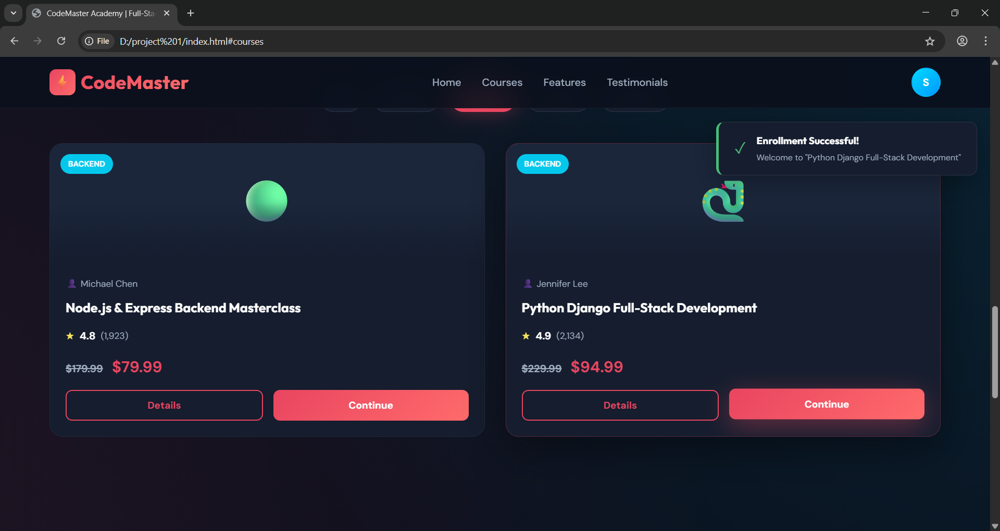 CodeMaster Academy | Full-Sta
File
D:/project%201/index.html#courses
CodeMaster
Home
Courses
Features
Testimonials
S
Enrollment Successful!
Welcome to "Python Django Full-Stack Development"
BACKEND
Michael Chen
Node.js & Express Backend Masterclass
4.8 (1,923)
$179.99 $79.99
Details
Continue
BACKEND
Jennifer Lee
Python Django Full-Stack Development
4.9 (2,134)
$229.99 $94.99
Details
Continue